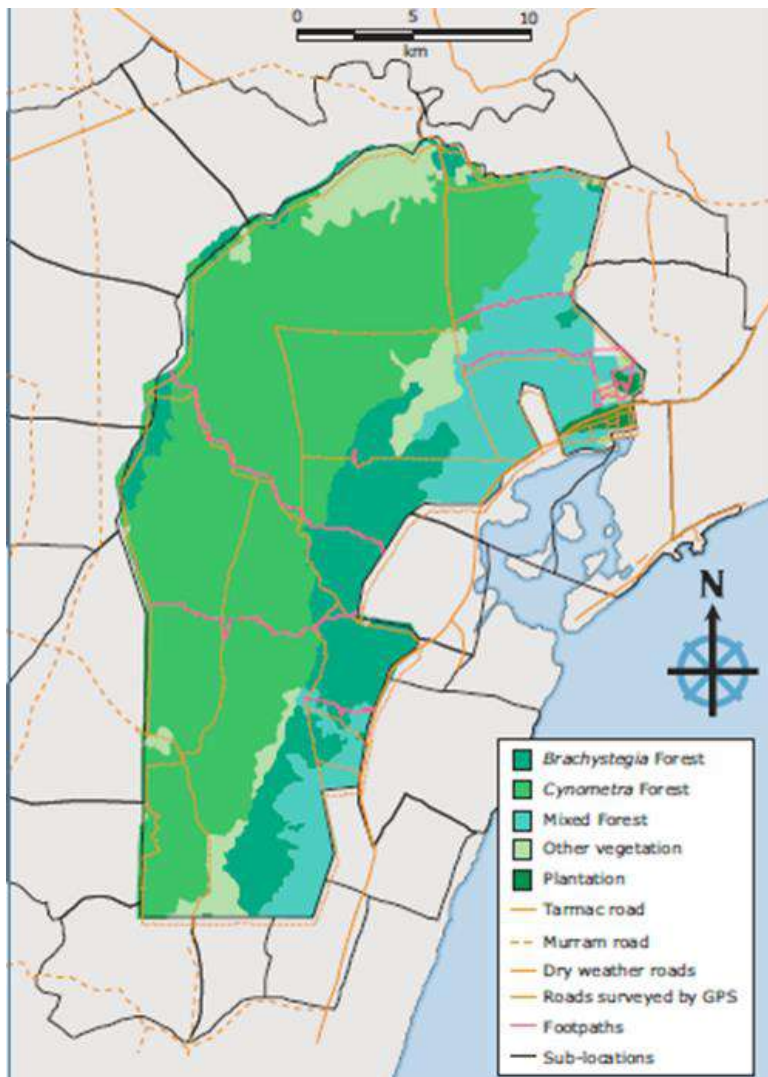 0 5 10
km
N
Brachystegia Forest
Cynometra Forest
Mixed Forest
Other vegetation
Plantation
Tarmac road
Murram road
Dry weather roads
Roads surveyed by GPS
Footpaths
Sub-locations